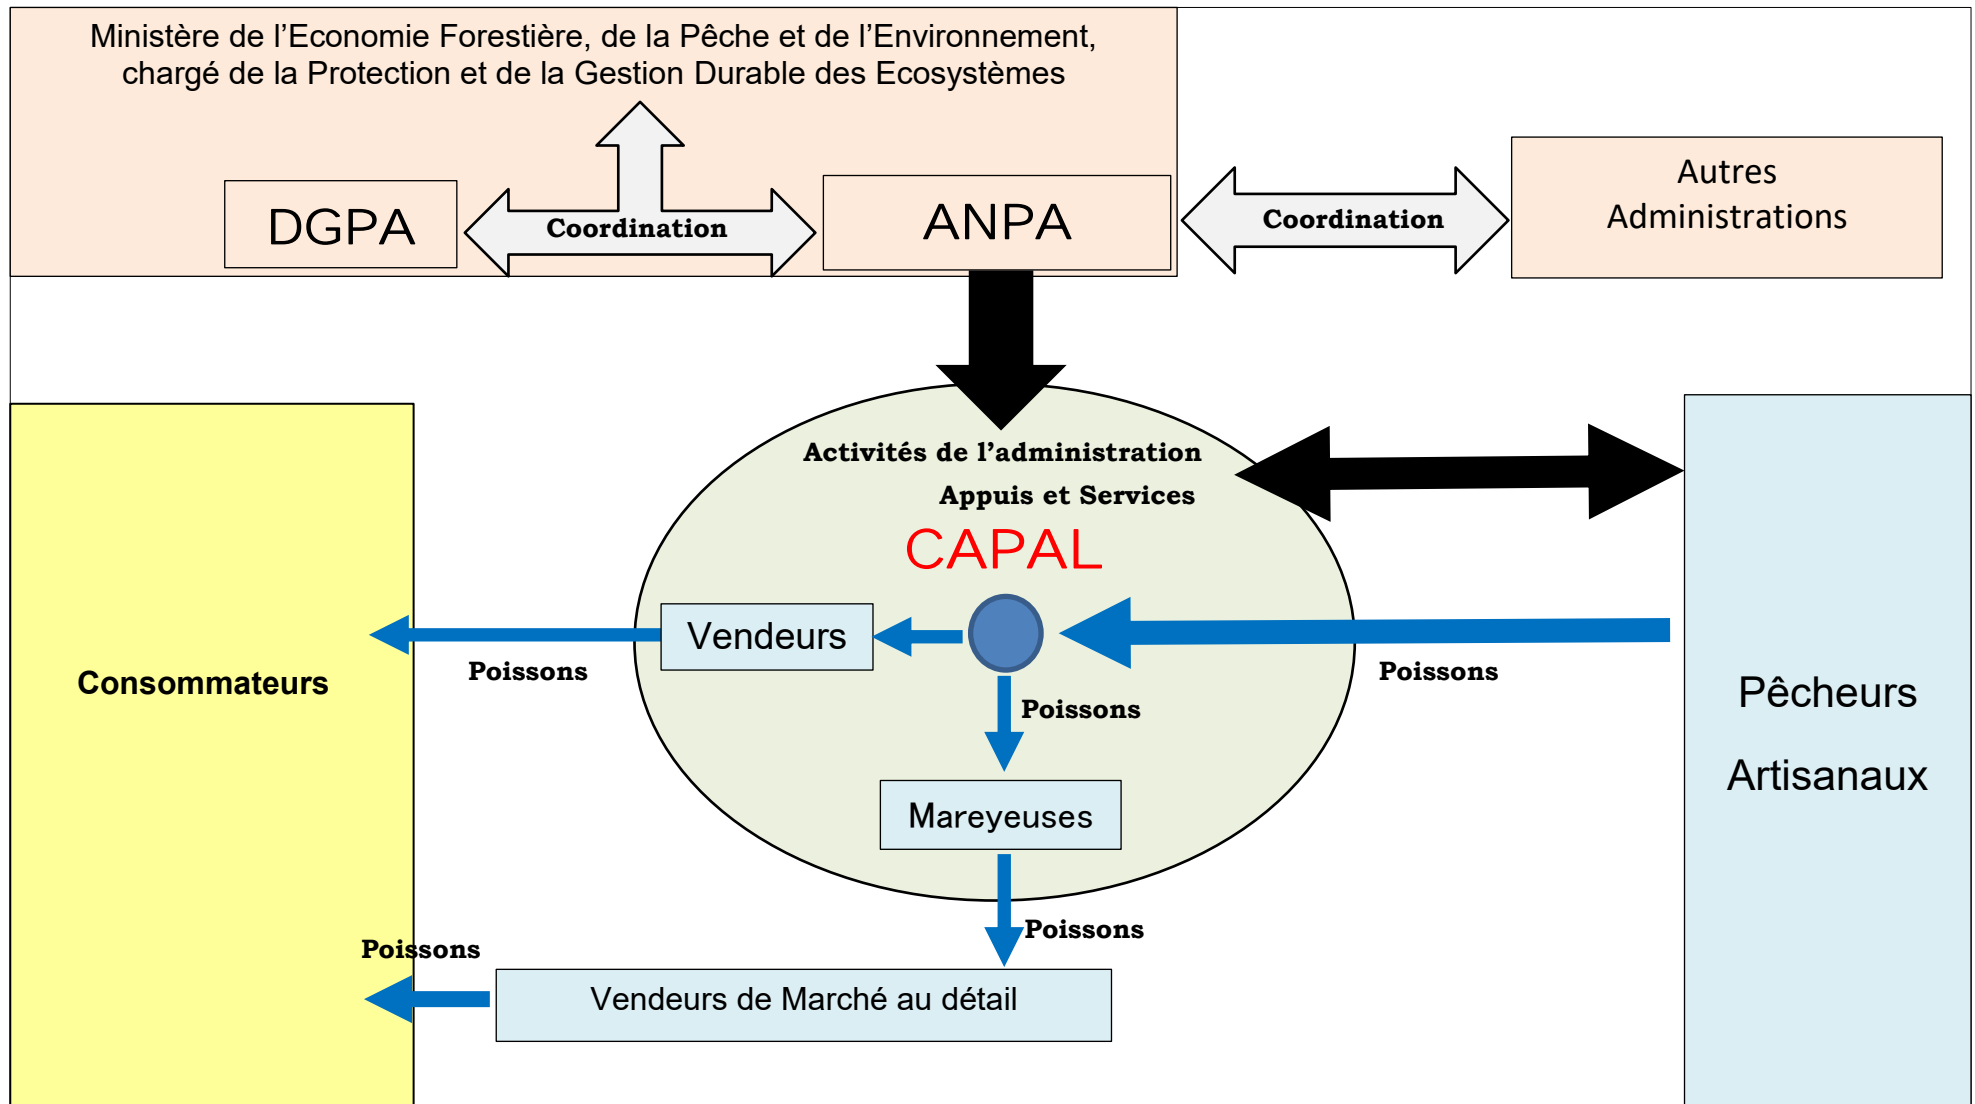 Ministère de l’Economie Forestière, de la Pêche et de l’Environnement,
chargé de la Protection et de la Gestion Durable des Ecosystèmes
DGPA
Coordination
ANPA
Coordination
Autres
Administrations
Activités de l’administration
Appuis et Services
CAPAL
Vendeurs
Poissons
Poissons
Poissons
Consommateurs
Pêcheurs
Artisanaux
Mareyeuses
Poissons
Poissons
Vendeurs de Marché au détail